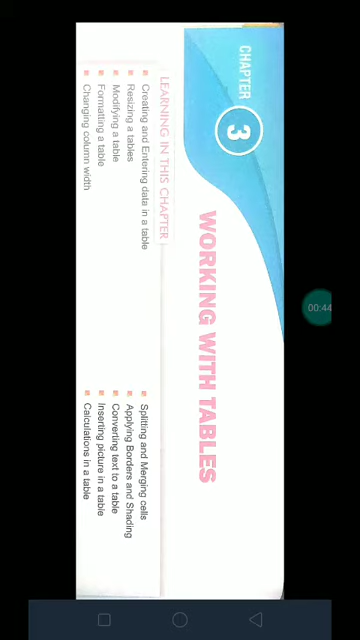 CHAPTER 3
WORKING WITH TABLES
LEARNING IN THIS CHAPTER
Creating and Entering data in a table
Resizing a tables
Modifying a table
Formatting a table
Changing column width
Splitting and Merging cells
Applying Borders and Shading
Converting text to a table
Inserting picture in a table
Calculations in a table
00:44